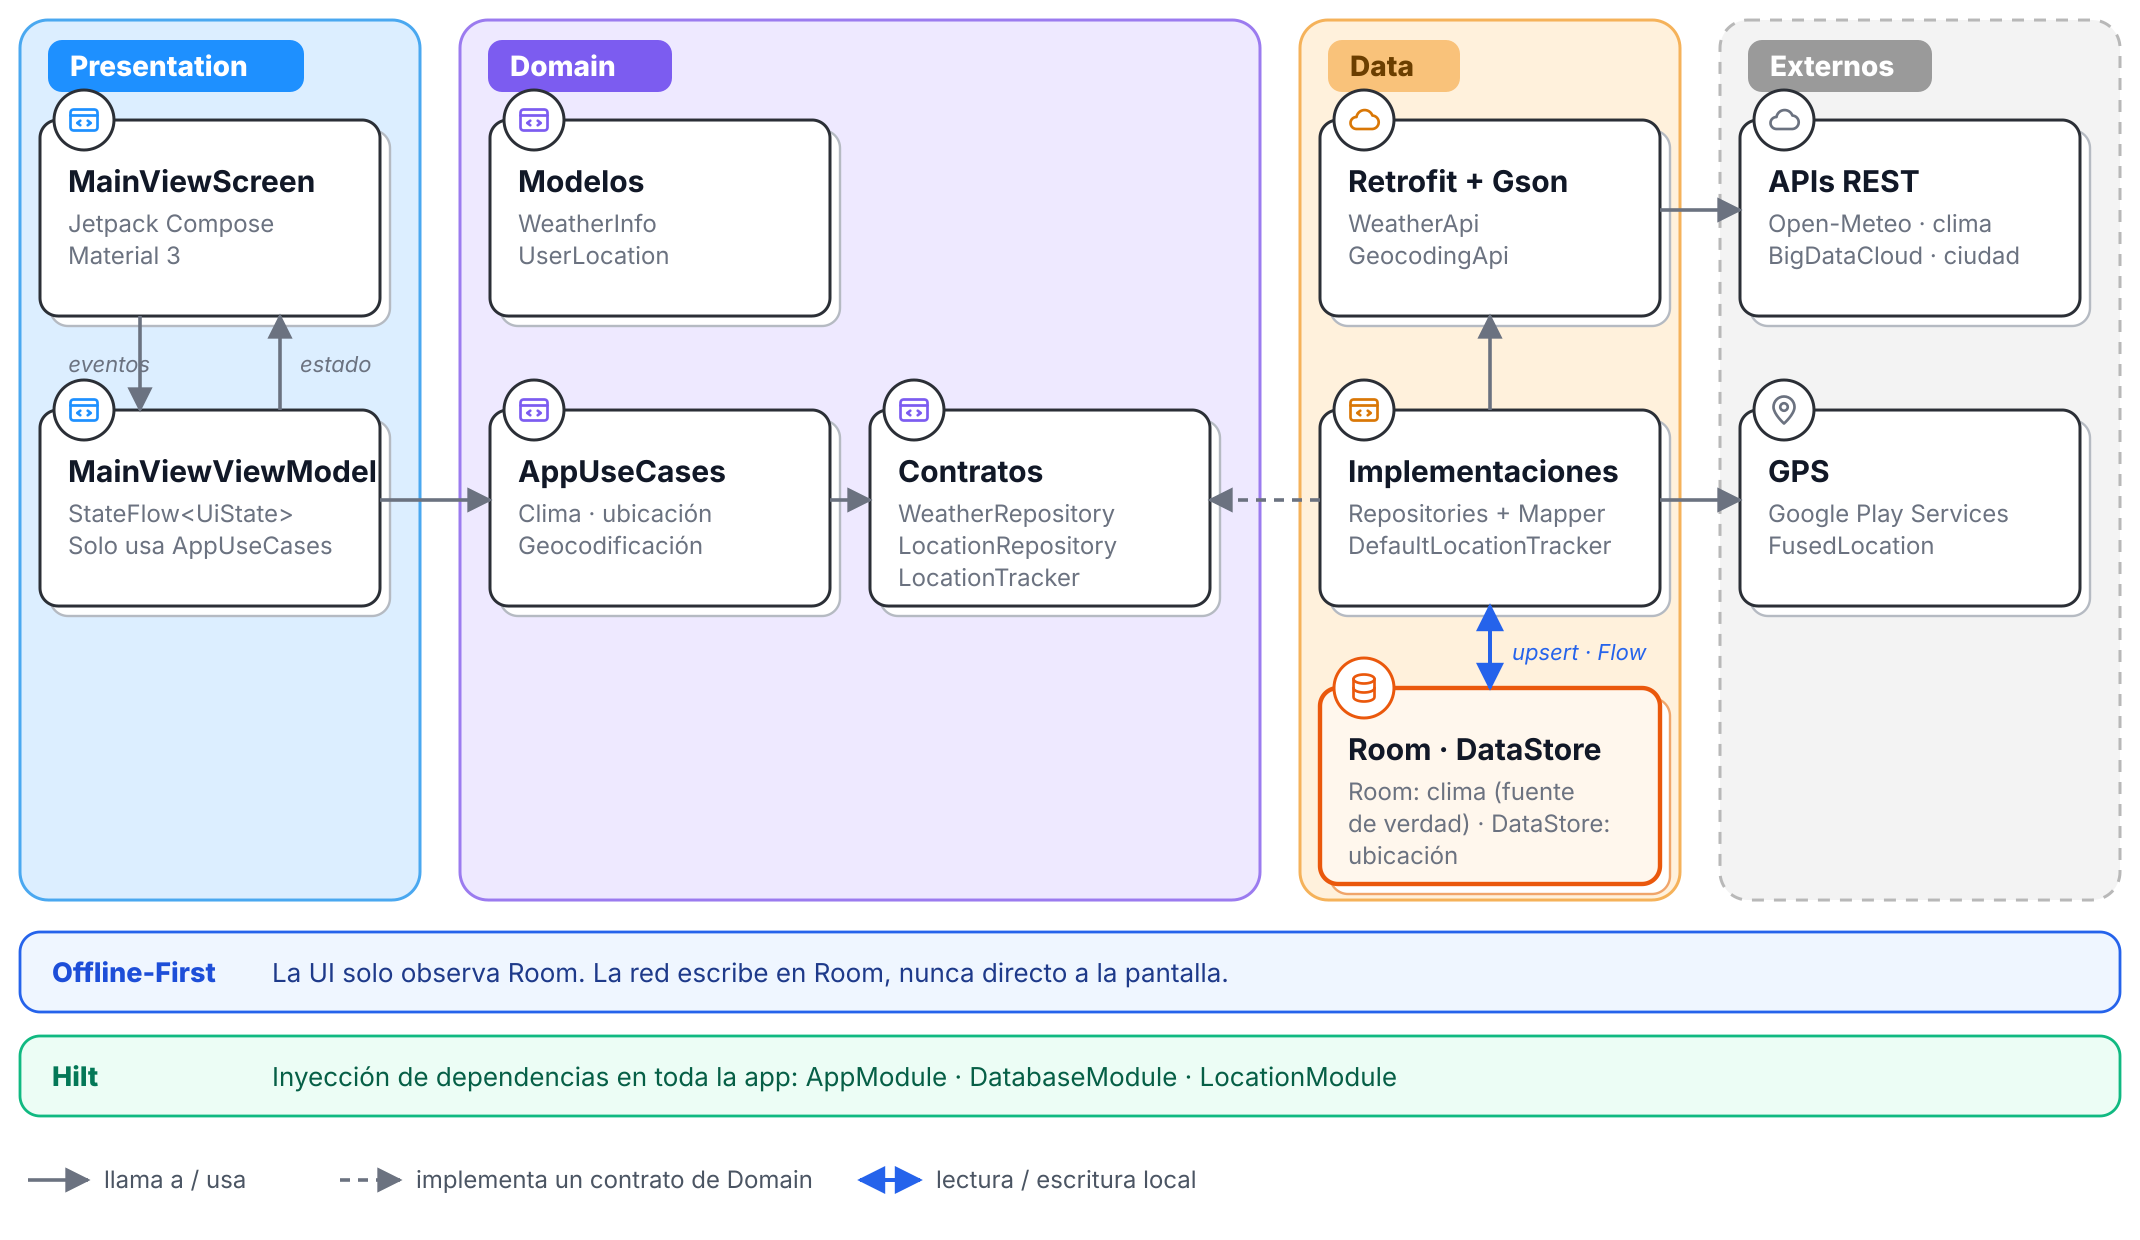 Presentation
MainViewScreen
Jetpack Compose
Material 3
eventos
estado
MainViewViewModel
StateFlow<UiState>
Solo usa AppUseCases
Domain
Modelos
WeatherInfo
UserLocation
AppUseCases
Clima · ubicación
Geocodificación
Contratos
WeatherRepository
LocationRepository
LocationTracker
Data
Retrofit + Gson
WeatherApi
GeocodingApi
Implementaciones
Repositories + Mapper
DefaultLocationTracker
upsert · Flow
Room · DataStore
Room: clima (fuente
de verdad) · DataStore:
ubicación
Externos
APIs REST
Open-Meteo · clima
BigDataCloud · ciudad
GPS
Google Play Services
FusedLocation
Offline-First La UI solo observa Room. La red escribe en Room, nunca directo a la pantalla.
Hilt Inyección de dependencias en toda la app: AppModule · DatabaseModule · LocationModule
llama a / usa
implementa un contrato de Domain
lectura / escritura local